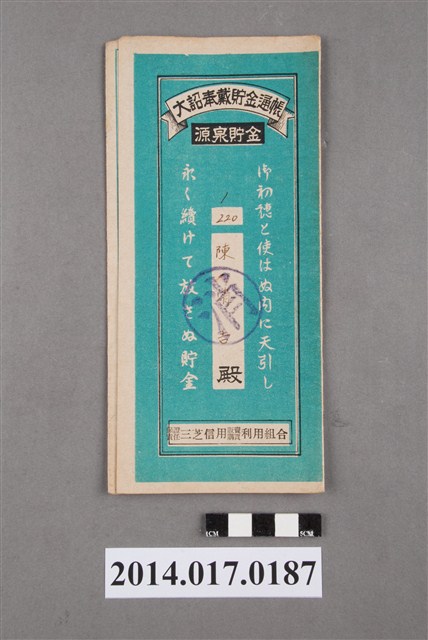 大詔奉戴貯金通帳
源泉貯金
御初穂と使はぬ内に天引し
1
220
陳
殿
永く續けて放さぬ貯金
三芝信用 利用組合
1CM
5CM
2014.017.0187